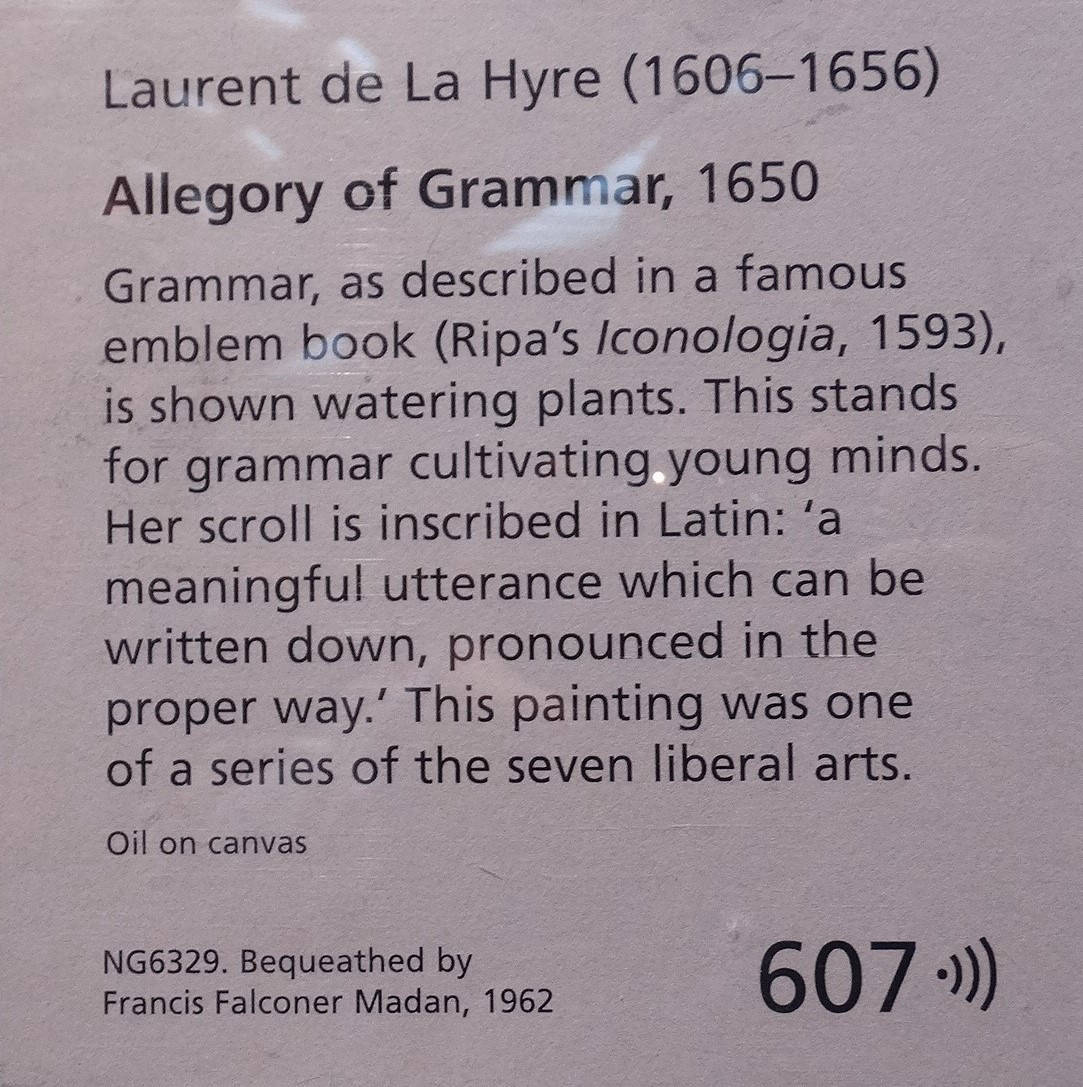 Laurent de La Hyre (1606–1656)
Allegory of Grammar, 1650
Grammar, as described in a famous
emblem book (Ripa’s Iconologia, 1593),
is shown watering plants. This stands
for grammar cultivating young minds.
Her scroll is inscribed in Latin: ‘a
meaningful utterance which can be
written down, pronounced in the
proper way.’ This painting was one
of a series of the seven liberal arts.
Oil on canvas
NG6329. Bequeathed by
Francis Falconer Madan, 1962
607